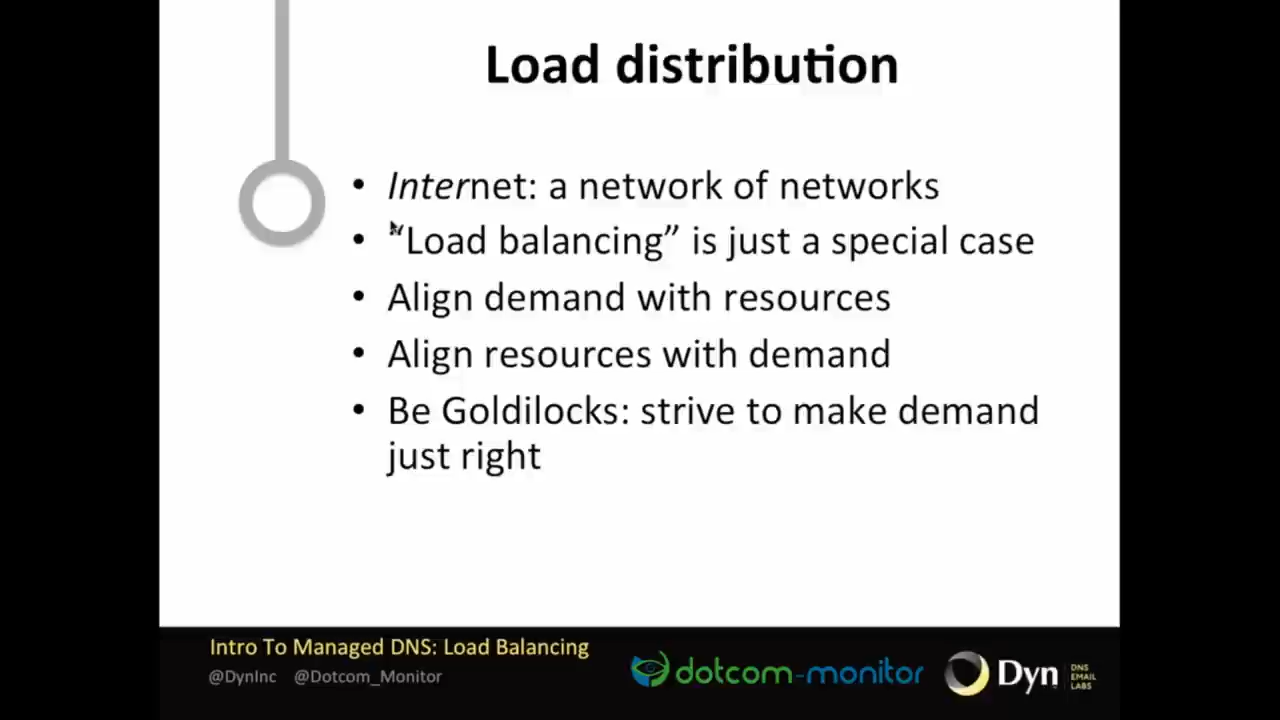 Load distribution
• Internet: a network of networks
• “Load balancing” is just a special case
• Align demand with resources
• Align resources with demand
• Be Goldilocks: strive to make demand
just right
Intro To Managed DNS: Load Balancing
@DynInc @Dotcom_Monitor
dotcom-monitor
Dyn
DNS
EMAIL
LABS